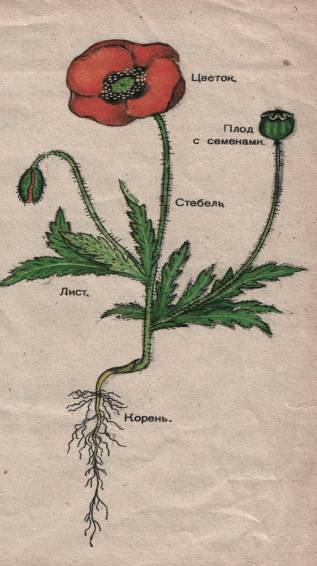 Цветок.
Плод
с семенами.
Стебель
Лист.
Корень.